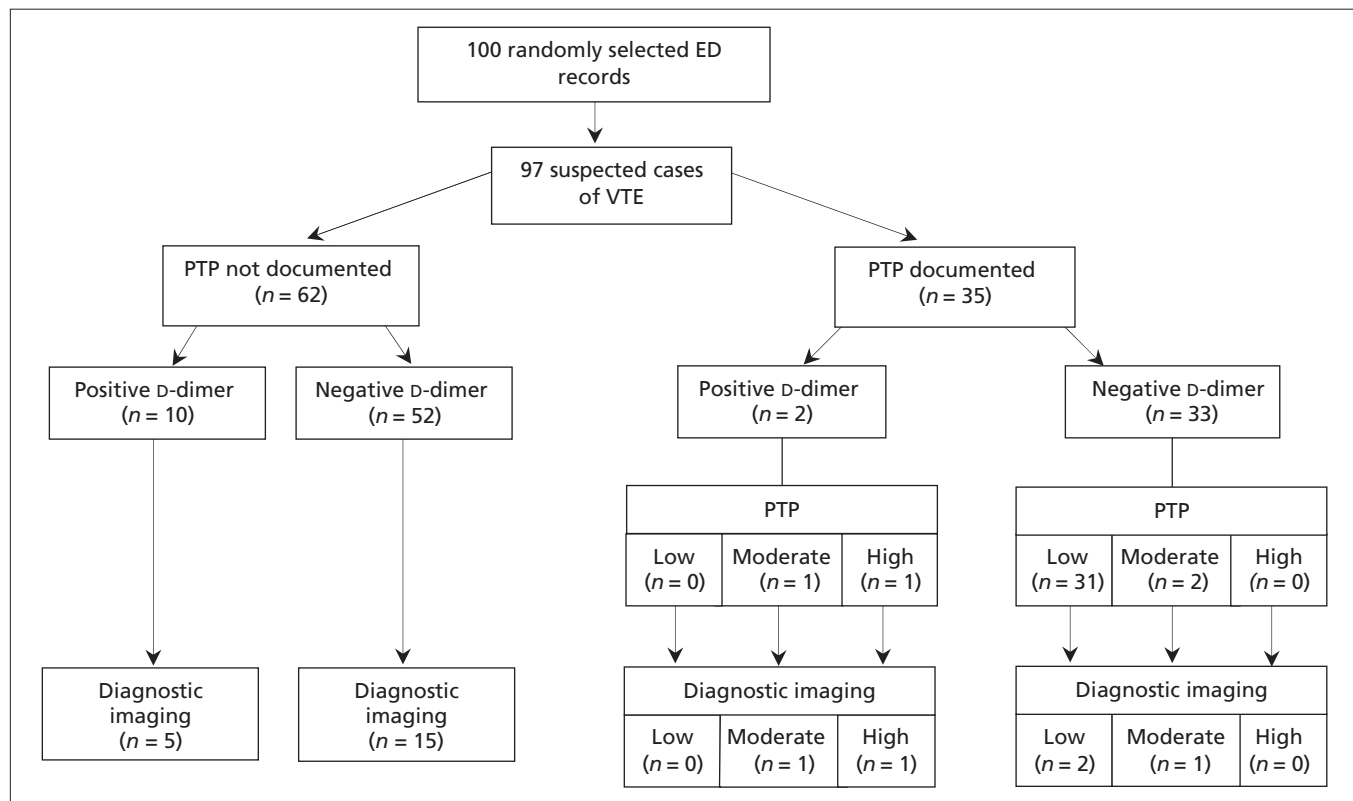 100 randomly selected ED
records
97 suspected cases
of VTE
PTP not documented
(n = 62)
PTP documented
(n = 35)
Positive D-dimer
(n = 10)
Negative D-dimer
(n = 52)
Positive D-dimer
(n = 2)
Negative D-dimer
(n = 33)
PTP
Low
(n = 0)
Moderate
(n = 1)
High
(n = 1)
PTP
Low
(n = 31)
Moderate
(n = 2)
High
(n = 0)
Diagnostic
imaging
(n = 5)
Diagnostic
imaging
(n = 15)
Diagnostic imaging
Low
(n = 0)
Moderate
(n = 1)
High
(n = 1)
Diagnostic imaging
Low
(n = 2)
Moderate
(n = 1)
High
(n = 0)